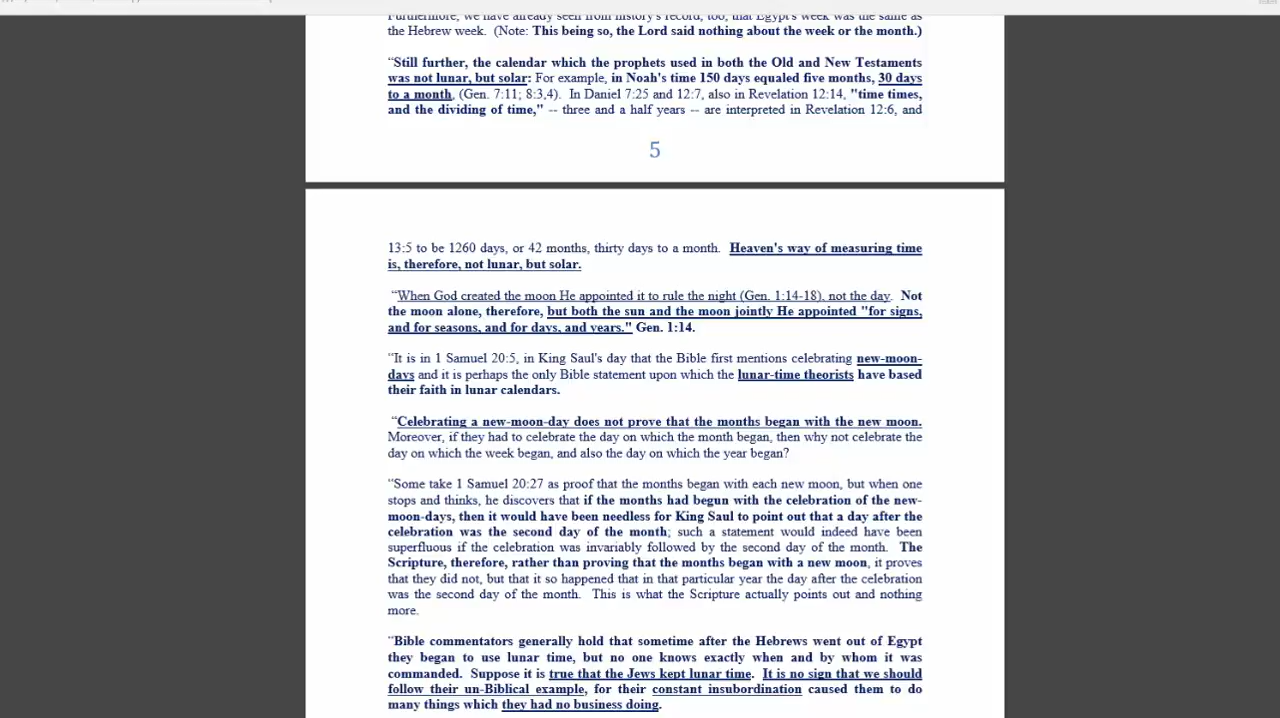 Furthermore, we have already seen from history's record, too, that Egypt's week was the same as
the Hebrew week. (Note: This being so, the Lord said nothing about the week or the month.)
"Still further, the calendar which the prophets used in both the Old and New Testaments
was not lunar, but solar: For example, in Noah's time 150 days equaled five months, 30 days
to a month, (Gen. 7:11; 8:3,4). In Daniel 7:25 and 12:7, also in Revelation 12:14, "time times,
and the dividing of time," -- three and a half years -- are interpreted in Revelation 12:6, and
5
13:5 to be 1260 days, or 42 months, thirty days to a month. Heaven's way of measuring time
is, therefore, not lunar, but solar.
"When God created the moon He appointed it to rule the night (Gen. 1:14-18), not the day. Not
the moon alone, therefore, but both the sun and the moon jointly He appointed "for signs,
and for seasons, and for days, and years." Gen. 1:14.
"It is in 1 Samuel 20:5, in King Saul's day that the Bible first mentions celebrating new-moon-
days and it is perhaps the only Bible statement upon which the lunar-time theorists have based
their faith in lunar calendars.
"Celebrating a new-moon-day does not prove that the months began with the new moon.
Moreover, if they had to celebrate the day on which the month began, then why not celebrate the
day on which the week began, and also the day on which the year began?
"Some take 1 Samuel 20:27 as proof that the months began with each new moon, but when one
stops and thinks, he discovers that if the months had begun with the celebration of the new-
moon-days, then it would have been needless for King Saul to point out that a day after the
celebration was the second day of the month; such a statement would indeed have been
superfluous if the celebration was invariably followed by the second day of the month. The
Scripture, therefore, rather than proving that the months began with a new moon, it proves
that they did not, but that it so happened that in that particular year the day after the celebration
was the second day of the month. This is what the Scripture actually points out and nothing
more.
"Bible commentators generally hold that sometime after the Hebrews went out of Egypt
they began to use lunar time, but no one knows exactly when and by whom it was
commanded. Suppose it is true that the Jews kept lunar time. It is no sign that we should
follow their un-Biblical example, for their constant insubordination caused them to do
many things which they had no business doing.